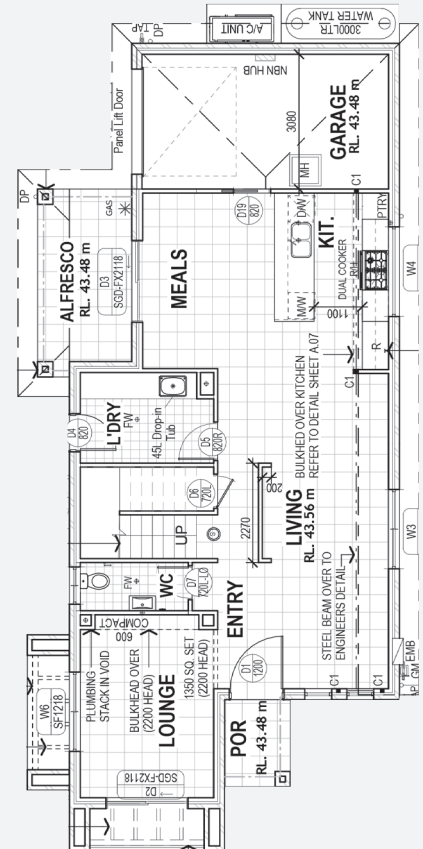 3000LTR
WATER TANK
A/C UNIT
TAP
DP
NBN HUB
Panel Lift Door
3080
GARAGE
RL. 43.48 m
MH
C1
DP
GAS
ALFRESCO
RL. 43.48 m
D3
SGD-FX2118
D19
820
MEALS
D/W
KIT.
PTRY
DUAL COOKER
R/H
M/W
1100
W4
R
C1
D4
820
L'DRY
FW
45L Drop-in
Tub
D5
820R
BULKHED OVER KITCHEN
REFER TO DETAIL SHEET A.07
D6
720L
200
UP
S
2270
LIVING
RL. 43.56 m
W3
FW
WC
D7
720L-LO
ENTRY
STEEL BEAM OVER TO
ENGINEERS DETAIL
COMPACT
600
PLUMBING
STACK IN VOID
BULKHEAD OVER
(2200 HEAD)
LOUNGE
1350 SQ. SET
(2200 HEAD)
W6
SF1218
D1
1200
EMB
GM
C1
C1
POR
RL. 43.48 m
D2
SGD-FX2118